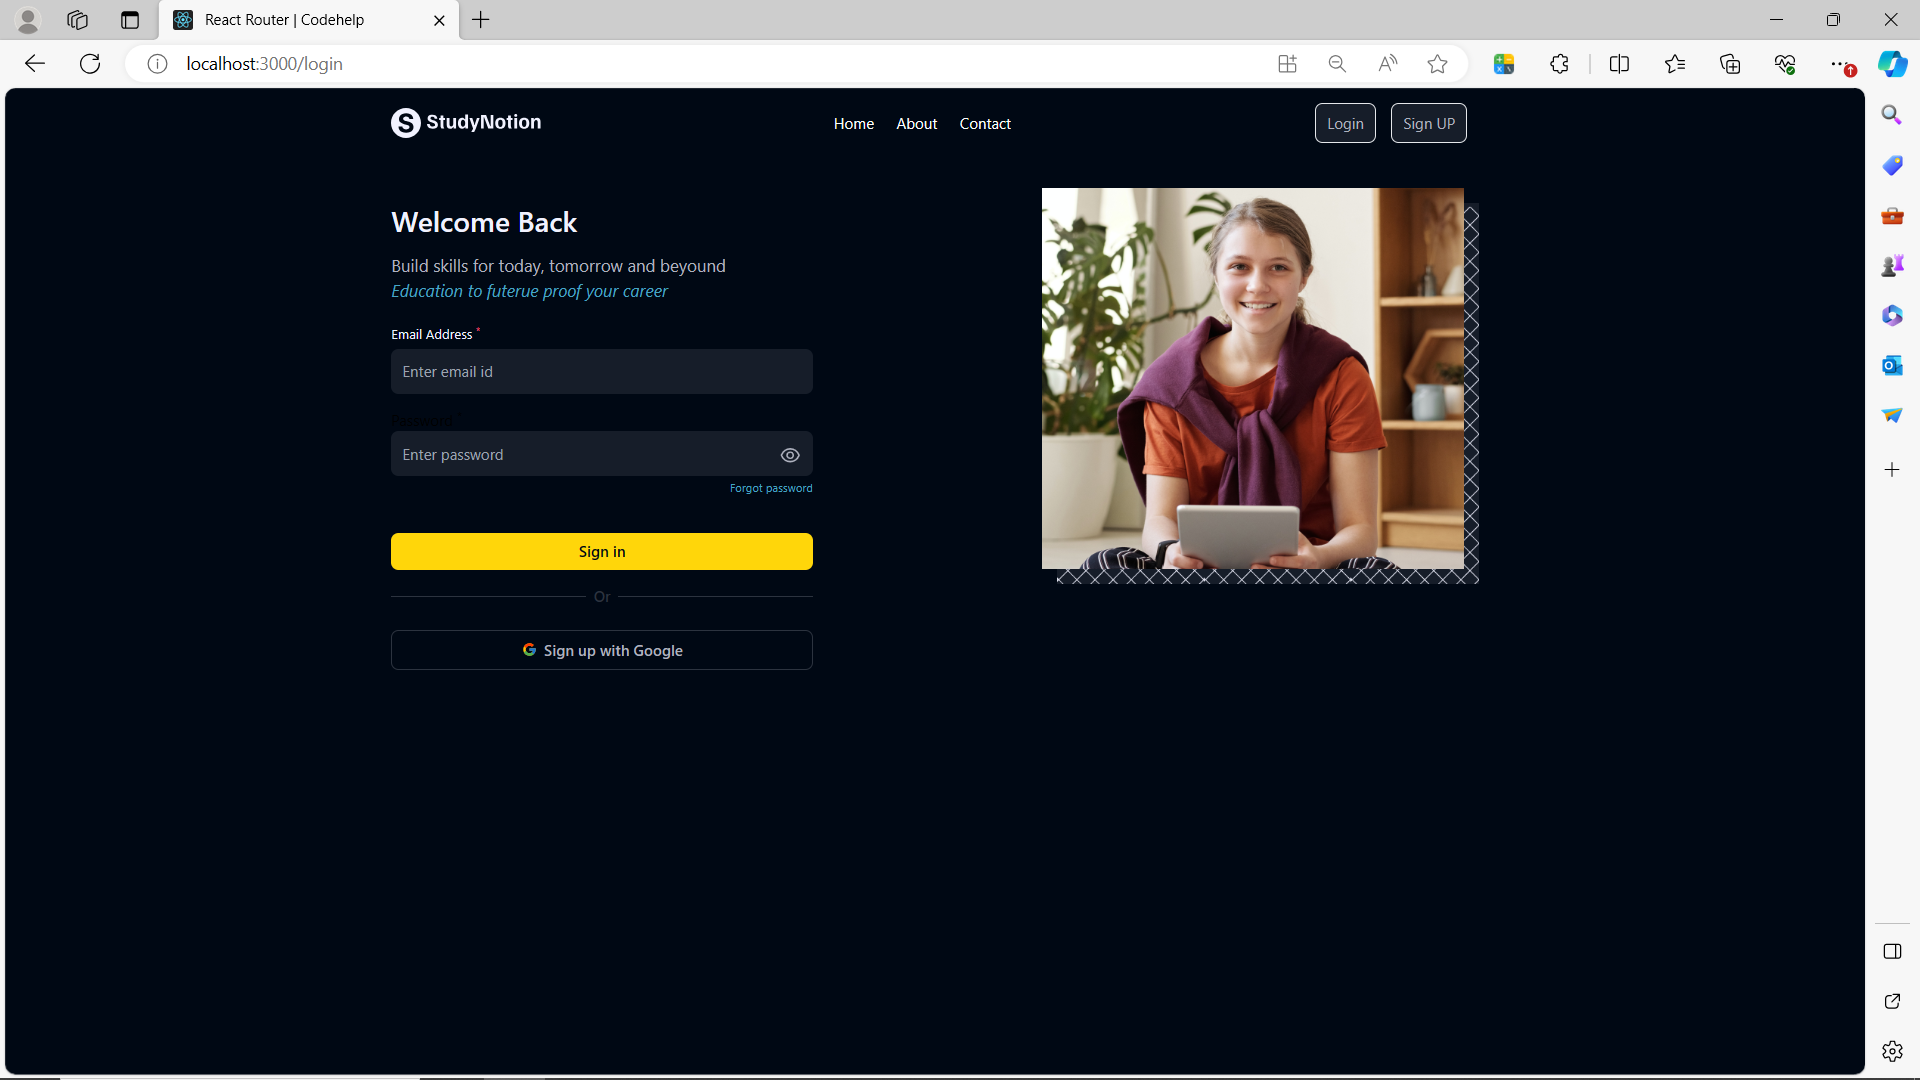 React Router | Codehelp
localhost:3000/login
StudyNotion
Home About Contact
Login Sign UP
Welcome Back
Build skills for today, tomorrow and beyound
Education to futerue proof your career
Email Address *
Enter email id
Password *
Enter password
Forgot password
Sign in
Or
Sign up with Google